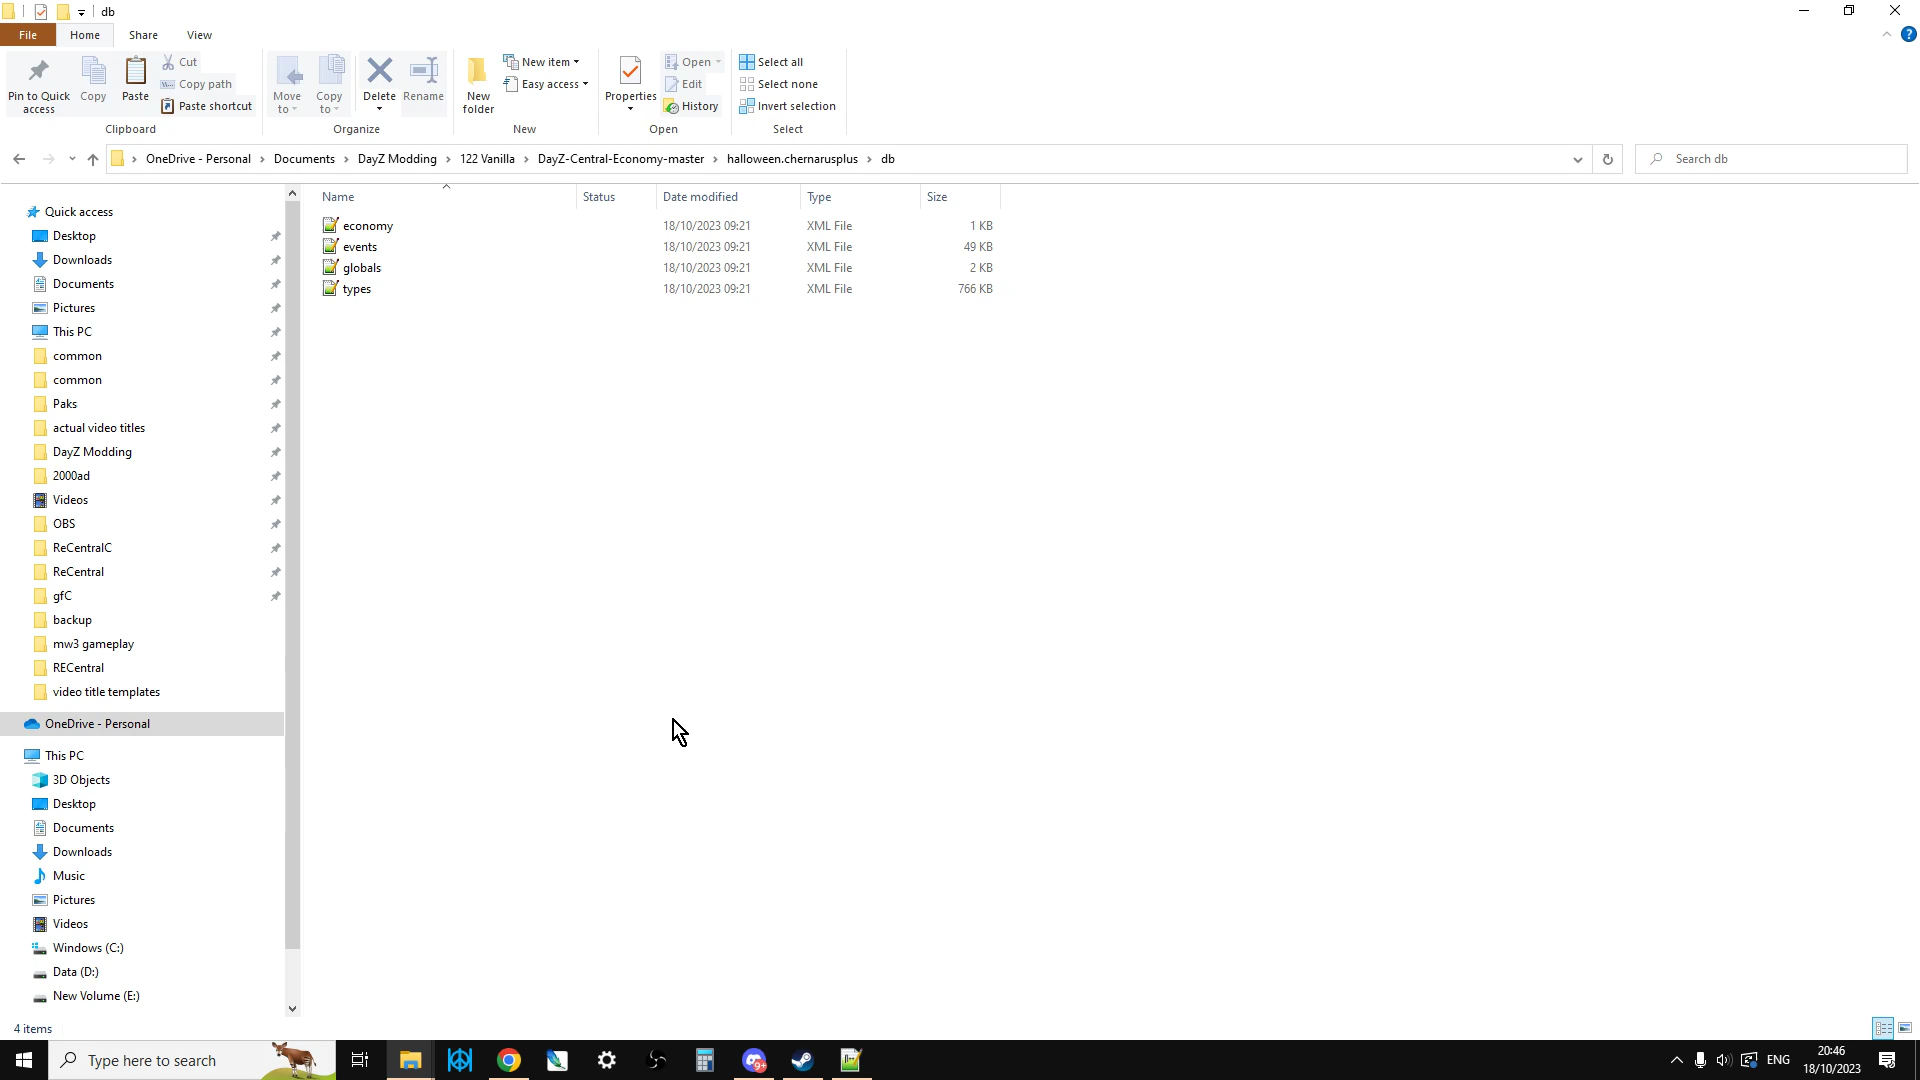 db
File Home Share View
Pin to Quick access
Copy
Paste
Cut
Copy path
Paste shortcut
Clipboard
Move to
Copy to
Delete
Rename
Organize
New folder
New item
Easy access
New
Properties
Open
Edit
History
Open
Select all
Select none
Invert selection
Select
OneDrive - Personal › Documents › DayZ Modding › 122 Vanilla › DayZ-Central-Economy-master › halloween.chernarusplus › db
Search db
Name Status Date modified Type Size
economy 18/10/2023 09:21 XML File 1 KB
events 18/10/2023 09:21 XML File 49 KB
globals 18/10/2023 09:21 XML File 2 KB
types 18/10/2023 09:21 XML File 766 KB
Quick access
Desktop
Downloads
Documents
Pictures
This PC
common
common
Paks
actual video titles
DayZ Modding
2000ad
Videos
OBS
ReCentralC
ReCentral
gfC
backup
mw3 gameplay
RECentral
video title templates
OneDrive - Personal
This PC
3D Objects
Desktop
Documents
Downloads
Music
Pictures
Videos
Windows (C:)
Data (D:)
New Volume (E:)
4 items
Type here to search
9+
ENG
20:46
18/10/2023